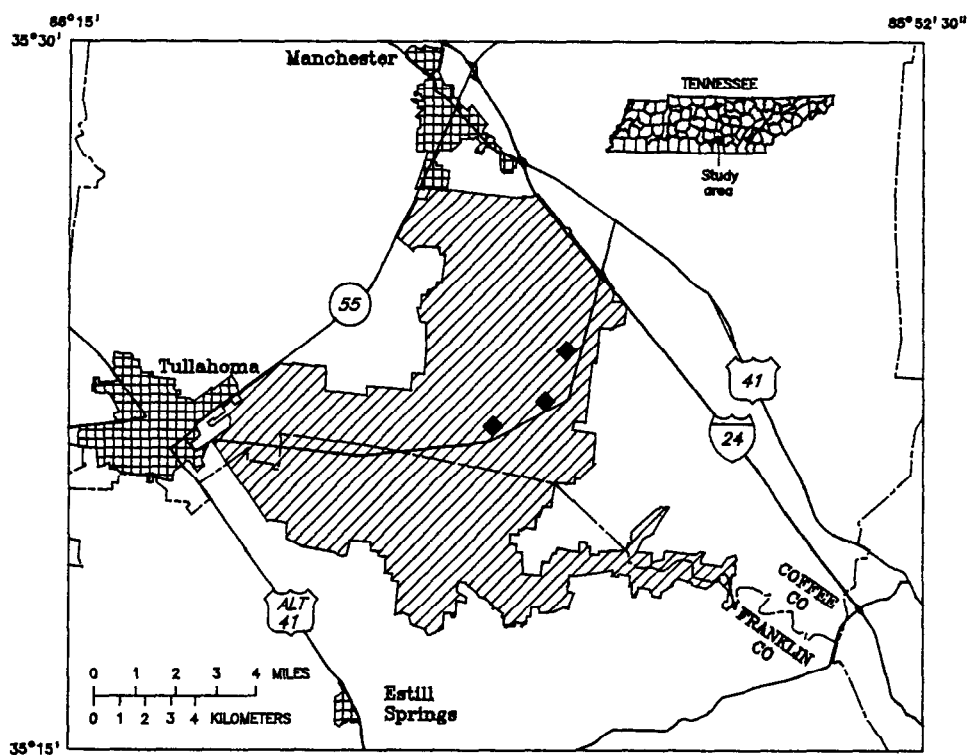 86°15'
85°52'30"
35°30'
Manchester
TENNESSEE
Study
area
55
Tullahoma
41
24
ALT
41
COFFEE
CO
FRANKLIN
CO
0 1 2 3 4 MILES
0 1 2 3 4 KILOMETERS
Estill
Springs
35°15'